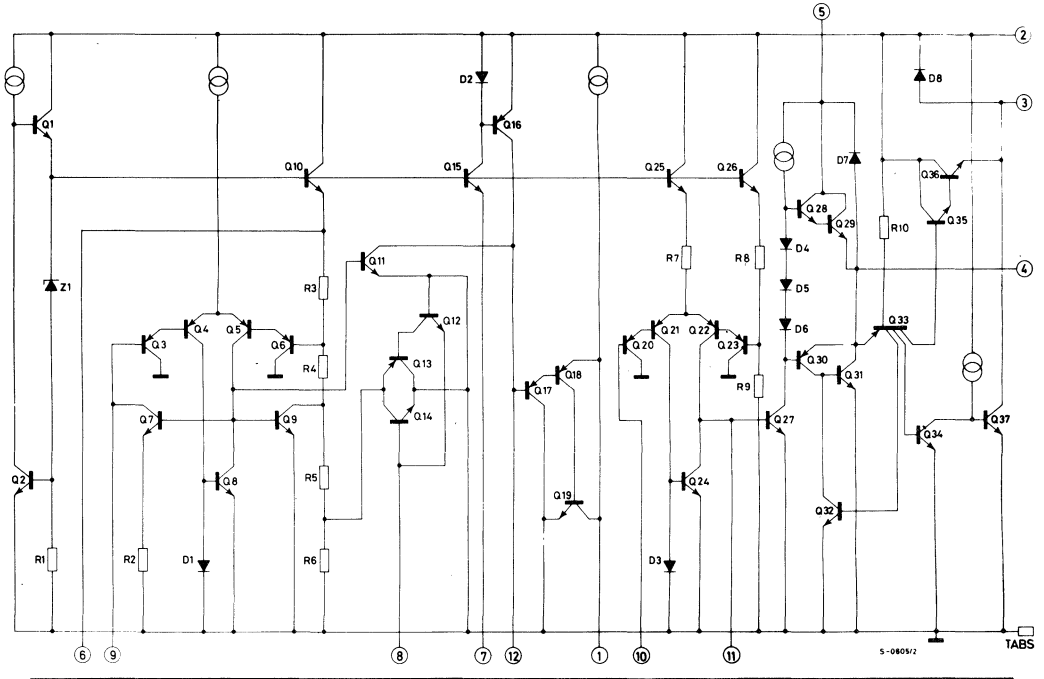 5
2
D2
D8
3
Q1
Q16
Q10
Q15
Q25
Q26
D7
Q36
Q28
Q29
Q35
R10
D4
Q11
R7
R8
4
Z1
R3
D5
Q12
Q4
Q5
D6
Q33
Q3
Q6
Q21
Q22
Q20
Q23
Q30
R4
Q13
Q18
Q31
Q17
R9
Q14
Q7
Q9
Q27
Q34
Q37
Q2
Q8
R5
Q24
Q19
Q32
R1
R2
D1
R6
D3
TABS
6
9
8
7
12
1
10
11
S-0605/2